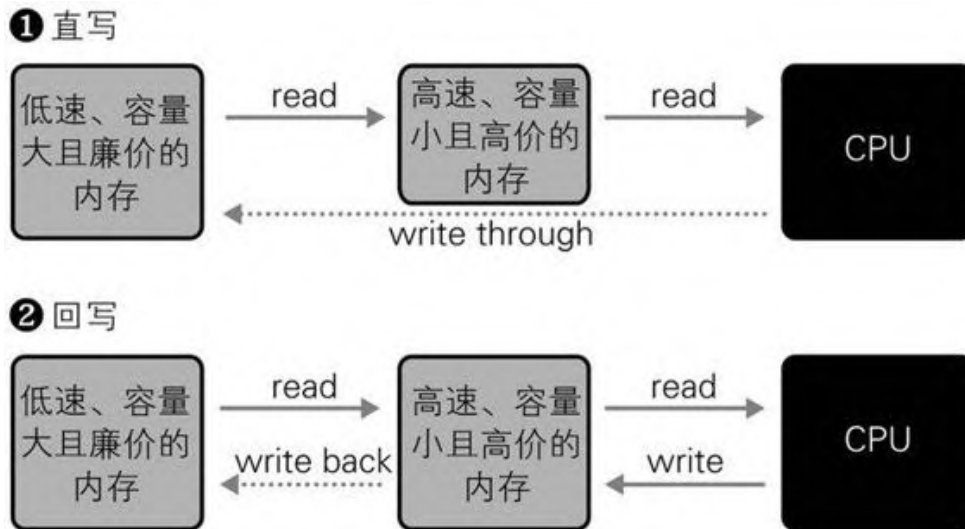 ❶直写
低速、容量
大且廉价的
内存
read
高速、容量
小且高价的
内存
read
CPU
write through
❷回写
低速、容量
大且廉价的
内存
read
write back
高速、容量
小且高价的
内存
read
write
CPU